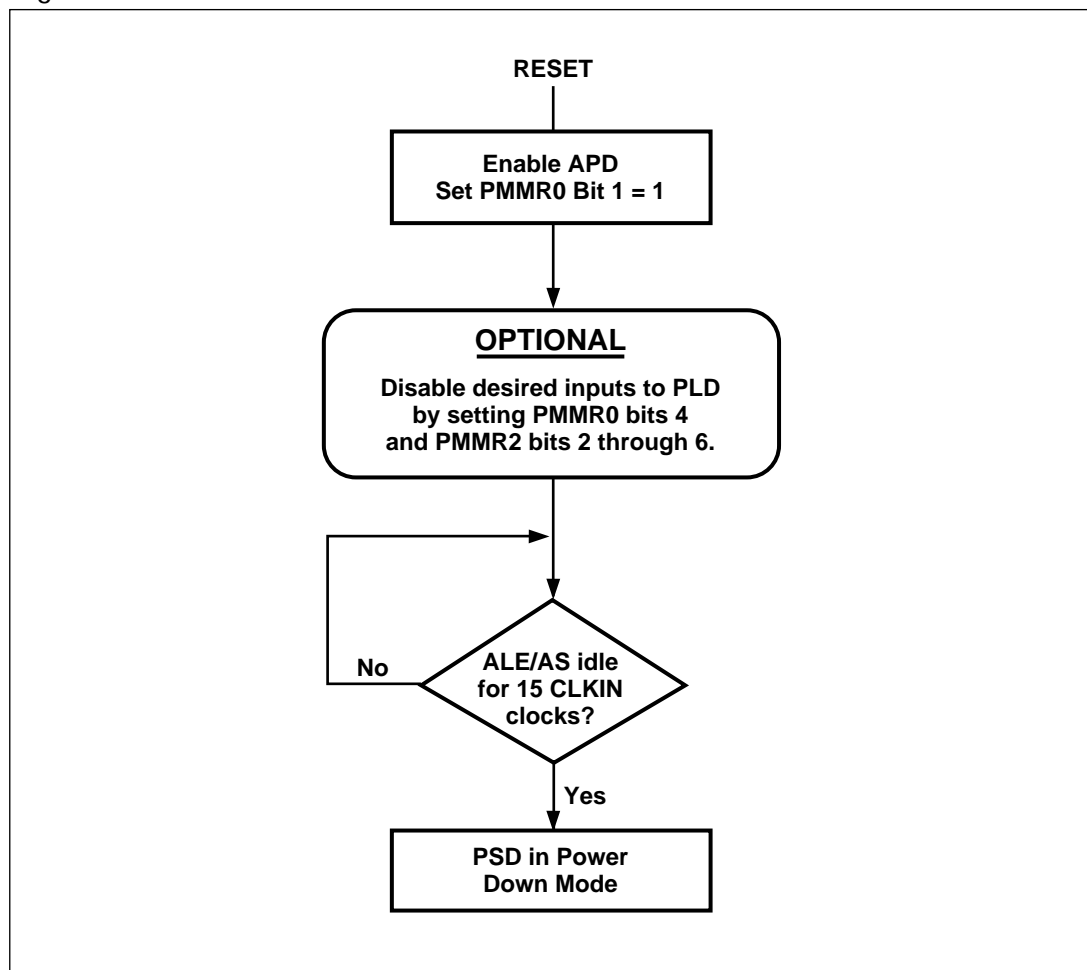 RESET
Enable APD
Set PMMR0 Bit 1 = 1
OPTIONAL
Disable desired inputs to PLD
by setting PMMR0 bits 4
and PMMR2 bits 2 through 6.
No
ALE/AS idle
for 15 CLKIN
clocks?
Yes
PSD in Power
Down Mode